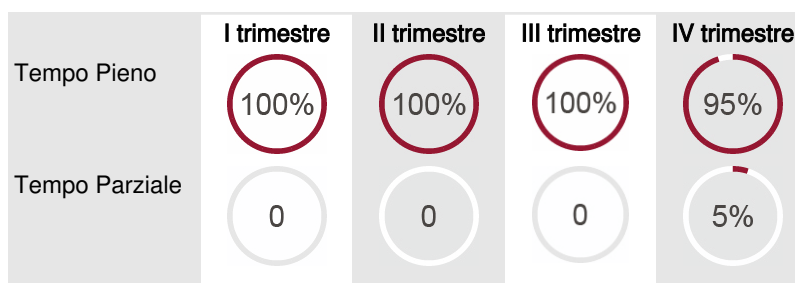 I trimestre II trimestre III trimestre IV trimestre
Tempo Pieno
100% 100% 100% 95%
Tempo Parziale
0 0 0 5%